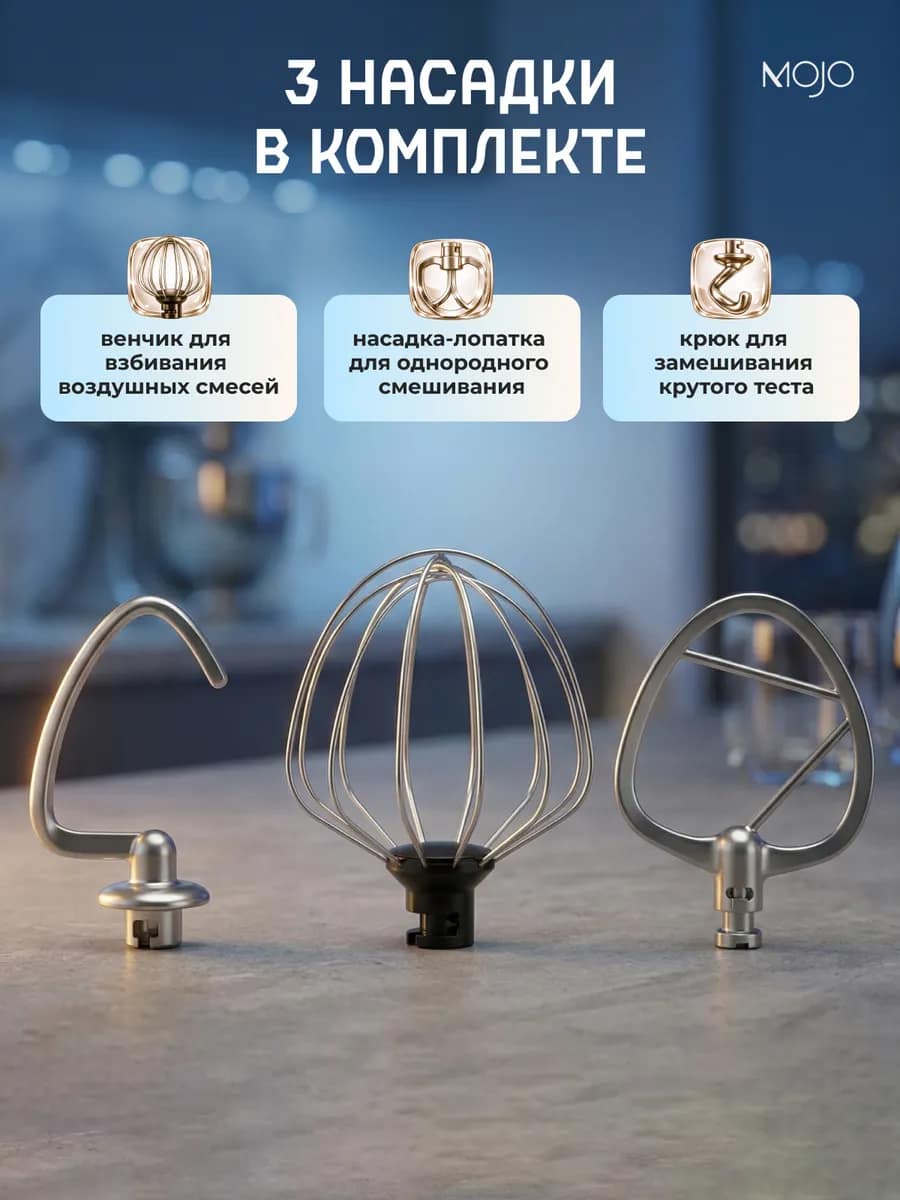 3 НАСАДКИ
В КОМПЛЕКТЕ
MOJO
венчик для
взбивания
воздушных смесей
насадка-лопатка
для однородного
смешивания
крюк для
замешивания
крутого теста